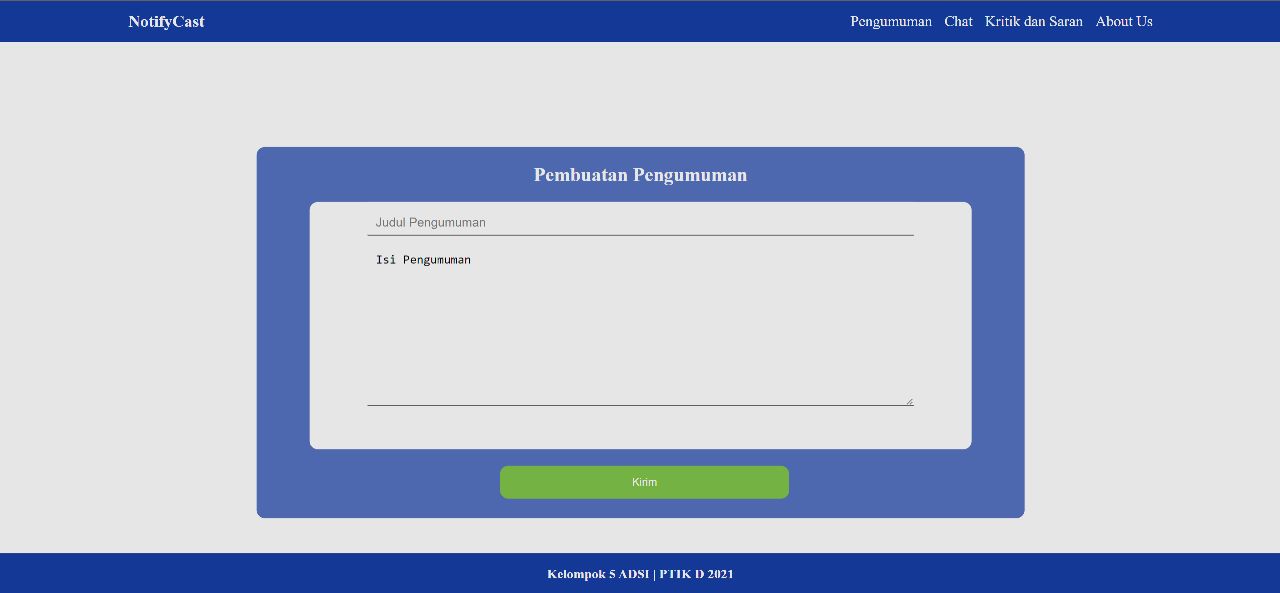 NotifyCast
Pengumuman Chat Kritik dan Saran About Us
Pembuatan Pengumuman
Judul Pengumuman
Isi Pengumuman
Kirim
Kelompok 5 ADSI | PTIK D 2021